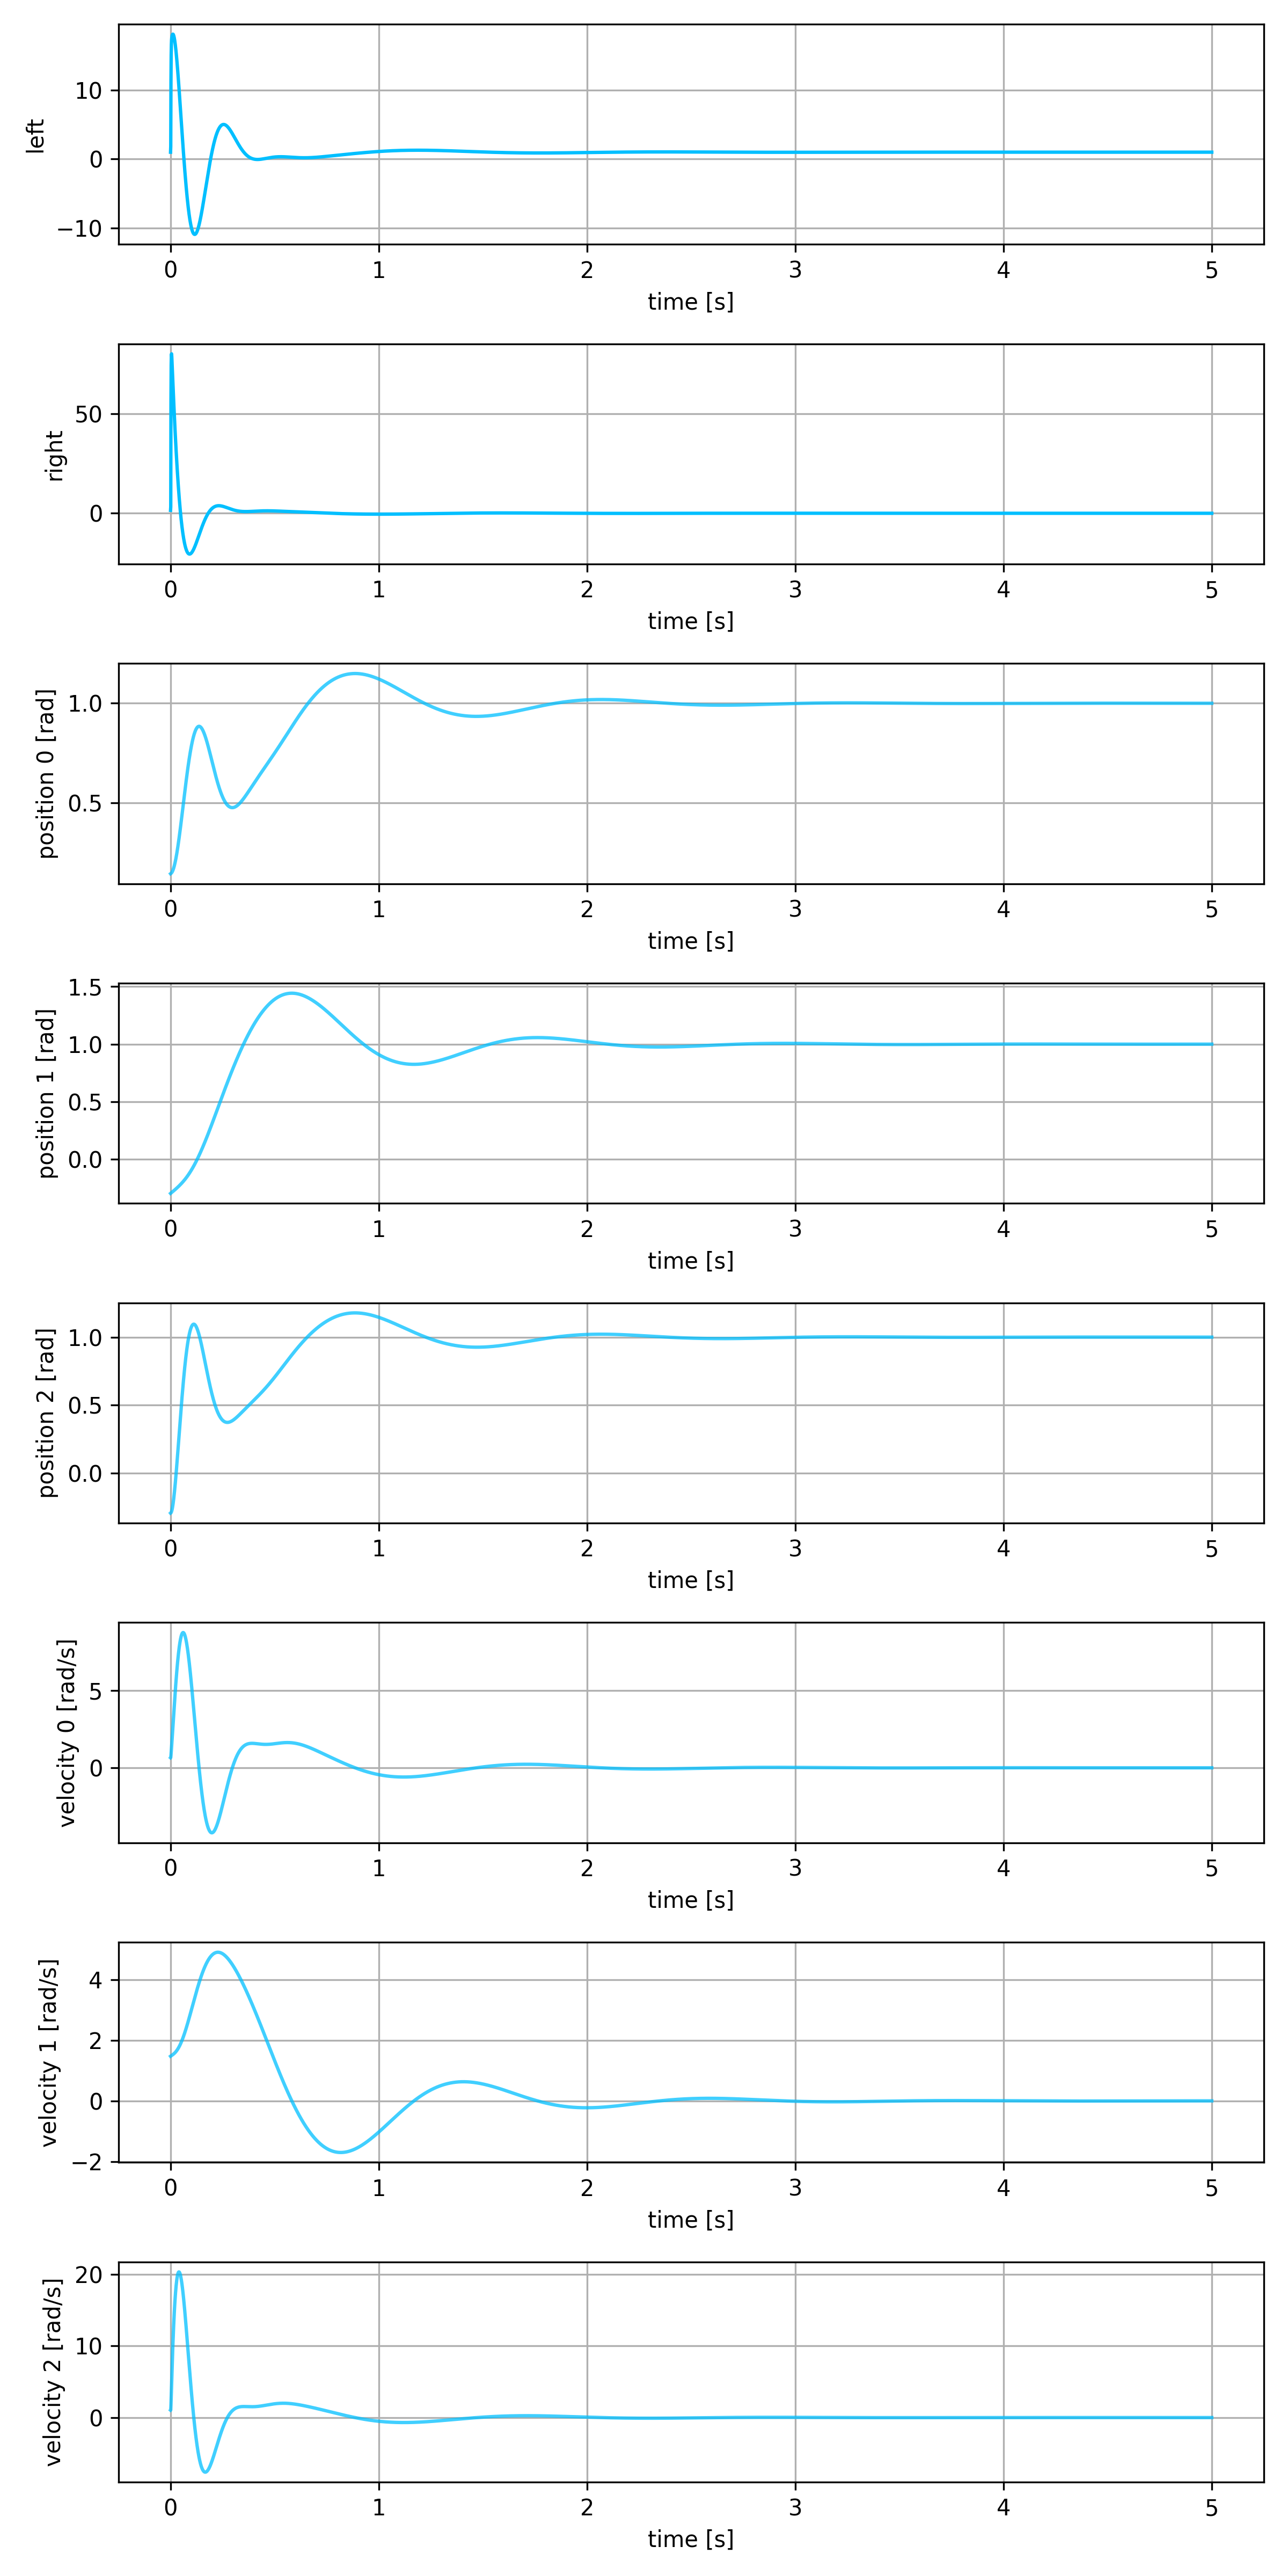 left
10
0
−10
0 1 2 3 4 5
time [s]
right
50
0
0 1 2 3 4 5
time [s]
position 0 [rad]
1.0
0.5
0 1 2 3 4 5
time [s]
position 1 [rad]
1.5
1.0
0.5
0.0
0 1 2 3 4 5
time [s]
position 2 [rad]
1.0
0.5
0.0
0 1 2 3 4 5
time [s]
velocity 0 [rad/s]
5
0
0 1 2 3 4 5
time [s]
velocity 1 [rad/s]
4
2
0
−2
0 1 2 3 4 5
time [s]
velocity 2 [rad/s]
20
10
0
0 1 2 3 4 5
time [s]